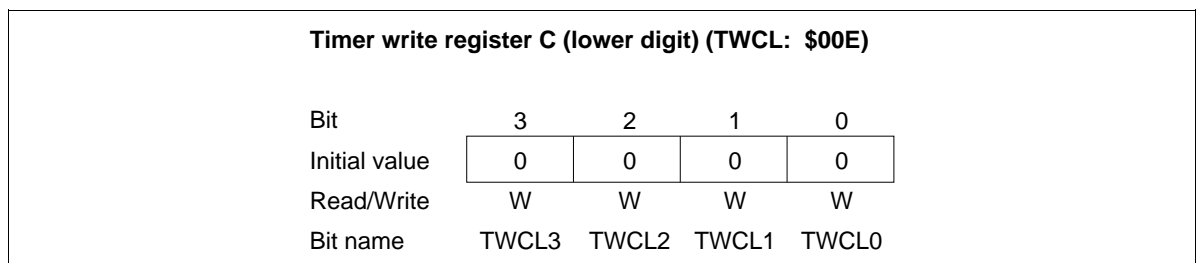 Timer write register C (lower digit) (TWCL: $00E)
Bit 3 2 1 0
Initial value 0 0 0 0
Read/Write W W W W
Bit name TWCL3 TWCL2 TWCL1 TWCL0